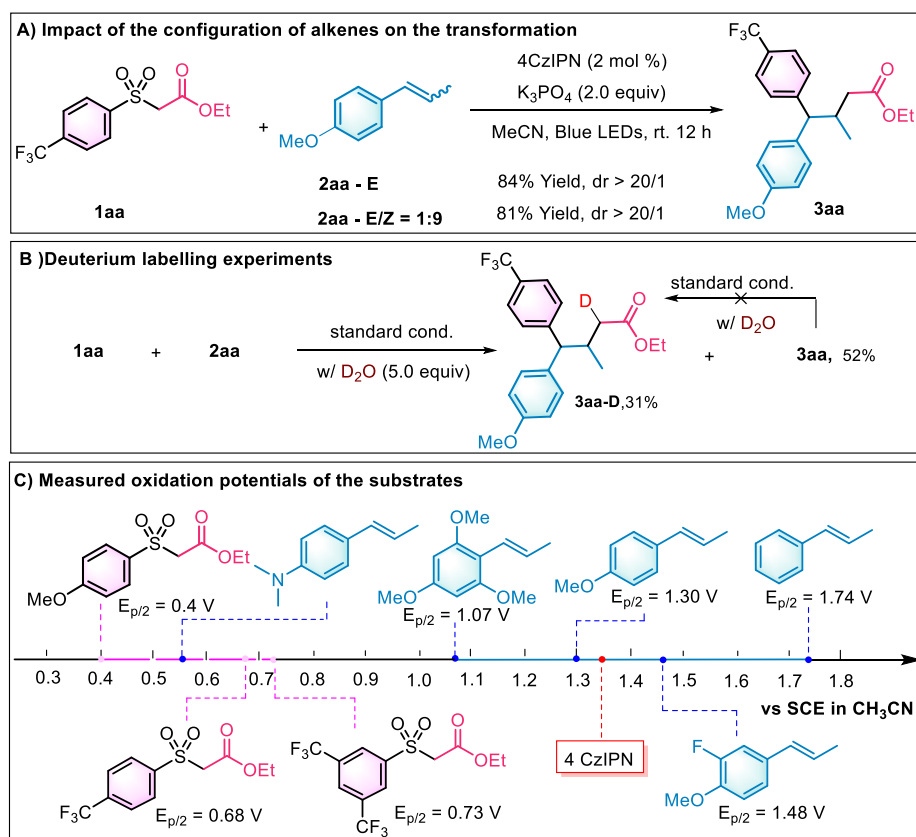 A) Impact of the configuration of alkenes on the transformation
O O
S
O
OEt
F3C
1aa
+
MeO
2aa - E
2aa - E/Z = 1:9
4CzIPN (2 mol %)
K3PO4 (2.0 equiv)
MeCN, Blue LEDs, rt. 12 h
84% Yield, dr > 20/1
81% Yield, dr > 20/1
F3C
O
OEt
MeO
3aa
B )Deuterium labelling experiments
1aa + 2aa
standard cond.
w/ D2O (5.0 equiv)
F3C
D
O
OEt
MeO
3aa-D,31%
+
standard cond.
w/ D2O
3aa, 52%
C) Measured oxidation potentials of the substrates
O O
S
O
OEt
MeO
Ep/2 = 0.4 V
N
OMe
MeO
OMe
Ep/2 = 1.07 V
MeO
Ep/2 = 1.30 V
Ep/2 = 1.74 V
0.3 0.4 0.5 0.6 0.7 0.8 0.9 1.0 1.1 1.2 1.3 1.4 1.5 1.6 1.7 1.8
vs SCE in CH3CN
O O
S
O
OEt
F3C
Ep/2 = 0.68 V
F3C
O O
S
O
OEt
CF3
Ep/2 = 0.73 V
4 CzIPN
F
MeO
Ep/2 = 1.48 V